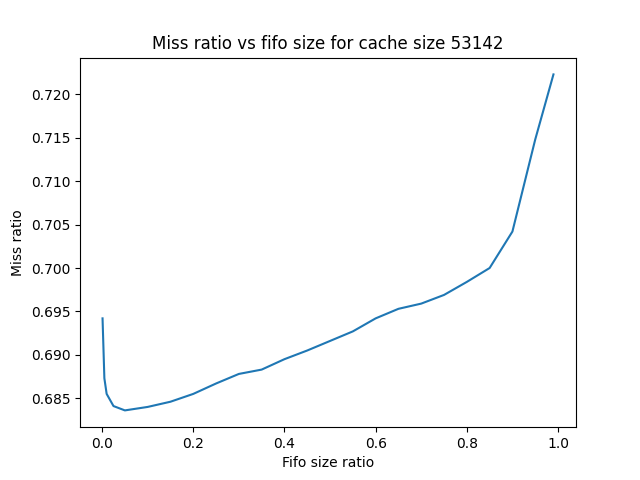 Miss ratio vs fifo size for cache size 53142
0.720
0.715
0.710
0.705
0.700
0.695
0.690
0.685
Miss ratio
0.0 0.2 0.4 0.6 0.8 1.0
Fifo size ratio